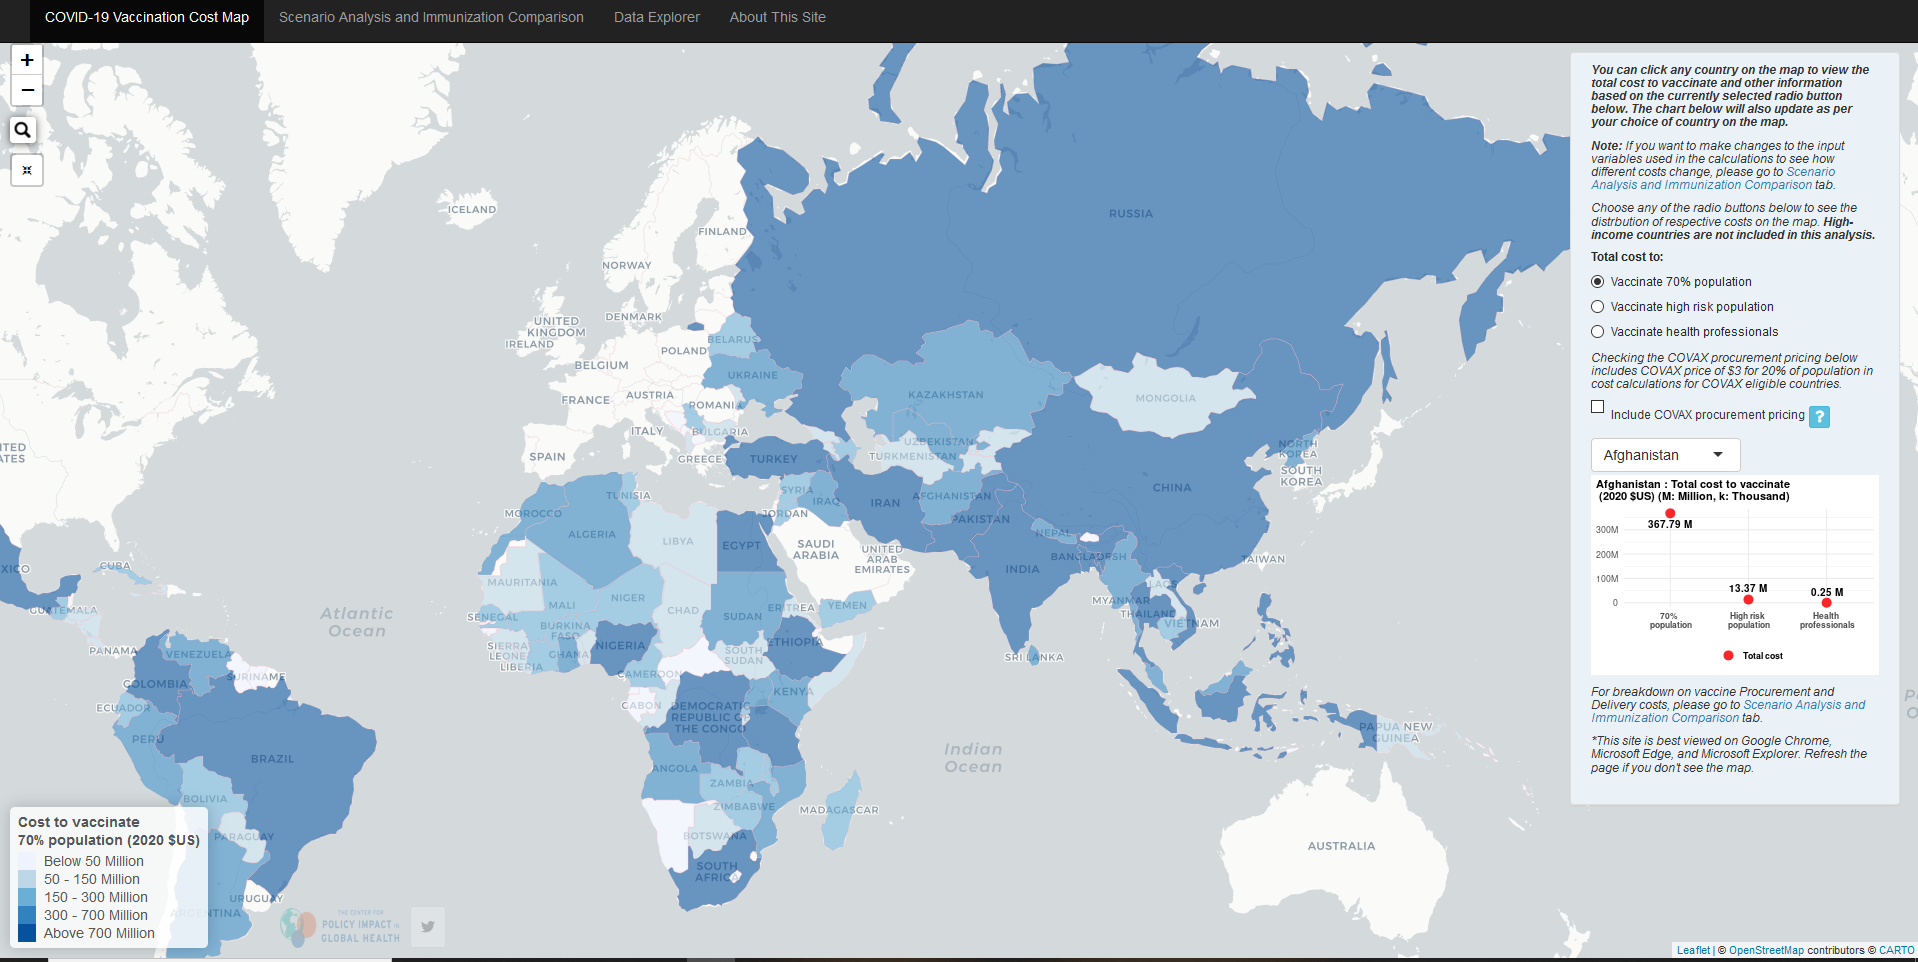 COVID-19 Vaccination Cost Map
Scenario Analysis and Immunization Comparison
Data Explorer
About This Site
+
−
You can click any country on the map to view the
total cost to vaccinate and other information
based on the currently selected radio button
below. The chart below will also update as per
your choice of country on the map.
Note: If you want to make changes to the input
variables used in the calculations to see how
different costs change, please go to Scenario
Analysis and Immunization Comparison tab.
Choose any of the radio buttons below to see the
distrbution of respective costs on the map. High-
income countries are not included in this analysis.
Total cost to:
Vaccinate 70% population
Vaccinate high risk population
Vaccinate health professionals
Checking the COVAX procurement pricing below
includes COVAX price of $3 for 20% of population in
cost calculations for COVAX eligible countries.
Include COVAX procurement pricing ?
Afghanistan
Afghanistan : Total cost to vaccinate
(2020 $US) (M: Million, k: Thousand)
300M
200M
100M
0
367.79 M
13.37 M
0.25 M
70%
population
High risk
population
Health
professionals
Total cost
For breakdown on vaccine Procurement and
Delivery costs, please go to Scenario Analysis and
Immunization Comparison tab.
*This site is best viewed on Google Chrome,
Microsoft Edge, and Microsoft Explorer. Refresh the
page if you don't see the map.
ICELAND
FINLAND
NORWAY
RUSSIA
DENMARK
UNITED
KINGDOM
IRELAND
BELARUS
POLAND
BELGIUM
UKRAINE
AUSTRIA
FRANCE
ROMANIA
KAZAKHSTAN
MONGOLIA
ITALY
BULGARIA
UZBEKISTAN
NORTH
KOREA
SPAIN
GREECE
TURKEY
TURKMENISTAN
SOUTH
KOREA
ITED
ATES
TUNISIA
SYRIA
IRAQ
IRAN
AFGHANISTAN
CHINA
MOROCCO
JORDAN
PAKISTAN
ALGERIA
LIBYA
EGYPT
NEPAL
SAUDI
ARABIA
UNITED
ARAB
EMIRATES
BANGLADESH
TAIWAN
INDIA
XICO
CUBA
MAURITANIA
LAOS
MALI
NIGER
CHAD
SUDAN
ERITREA
YEMEN
MYANMAR
THAILAND
VIETNAM
GUATEMALA
Atlantic
Ocean
SENEGAL
BURKINA
FASO
NIGERIA
ETHIOPIA
SIERRA
LEONE
LIBERIA
GHANA
SOUTH
SUDAN
SRI LANKA
PANAMA
VENEZUELA
CAMEROON
SURINAME
COLOMBIA
KENYA
GABON
DEMOCRATIC
REPUBLIC OF
THE CONGO
ECUADOR
PERU
PAPUA NEW
GUINEA
BRAZIL
Indian
Ocean
ANGOLA
ZAMBIA
BOLIVIA
ZIMBABWE
MADAGASCAR
PARAGUAY
BOTSWANA
AUSTRALIA
SOUTH
AFRICA
URUGUAY
ARGENTINA
Cost to vaccinate
70% population (2020 $US)
Below 50 Million
50 - 150 Million
150 - 300 Million
300 - 700 Million
Above 700 Million
THE CENTER FOR
POLICY IMPACT IN
GLOBAL HEALTH
Leaflet | © OpenStreetMap contributors © CARTO